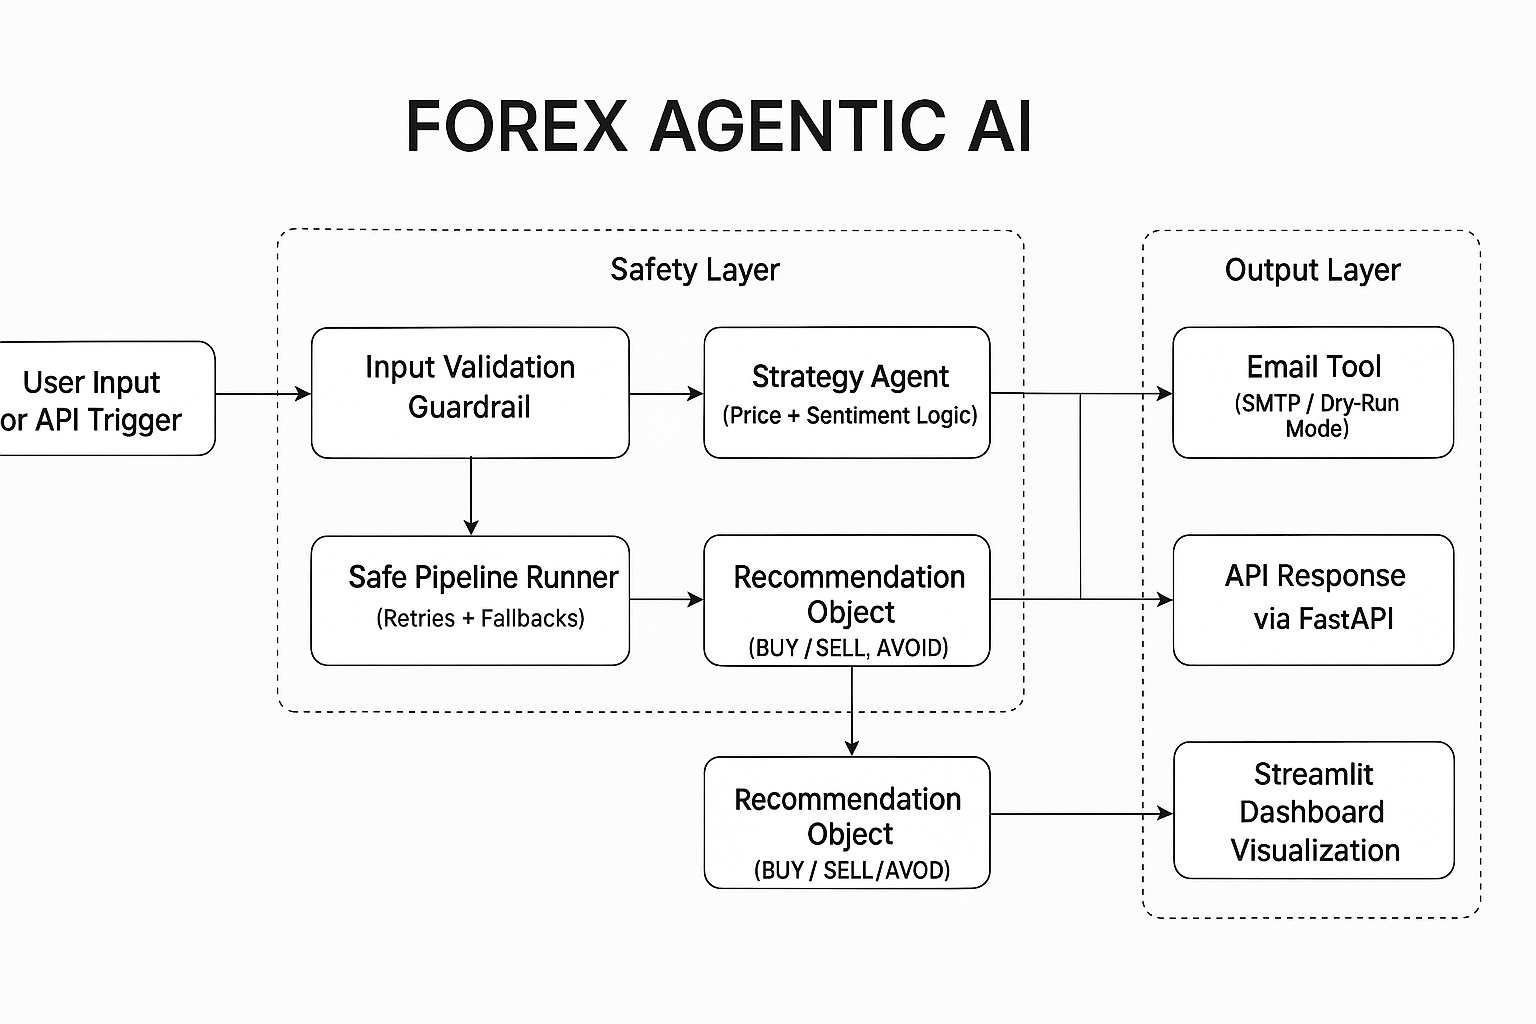 FOREX AGENTIC AI
Safety Layer
Output Layer
User Input
or API Trigger
Input Validation
Guardrail
Strategy Agent
(Price + Sentiment Logic)
Email Tool
(SMTP / Dry-Run
Mode)
Safe Pipeline Runner
(Retries + Fallbacks)
Recommendation
Object
(BUY / SELL, AVOID)
API Response
via FastAPI
Recommendation
Object
(BUY / SELL/AVOD)
Streamlit
Dashboard
Visualization